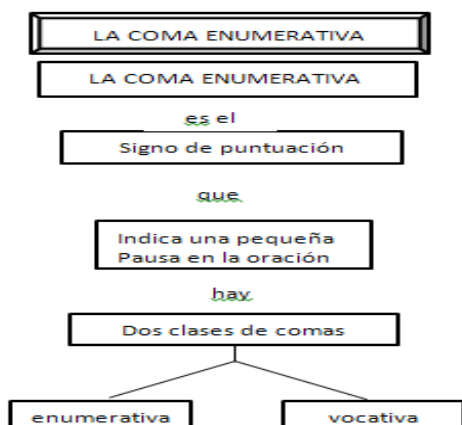 LA COMA ENUMERATIVA
LA COMA ENUMERATIVA
es el
Signo de puntuación
que
Indica una pequeña
Pausa en la oración
hay
Dos clases de comas
enumerativa
vocativa